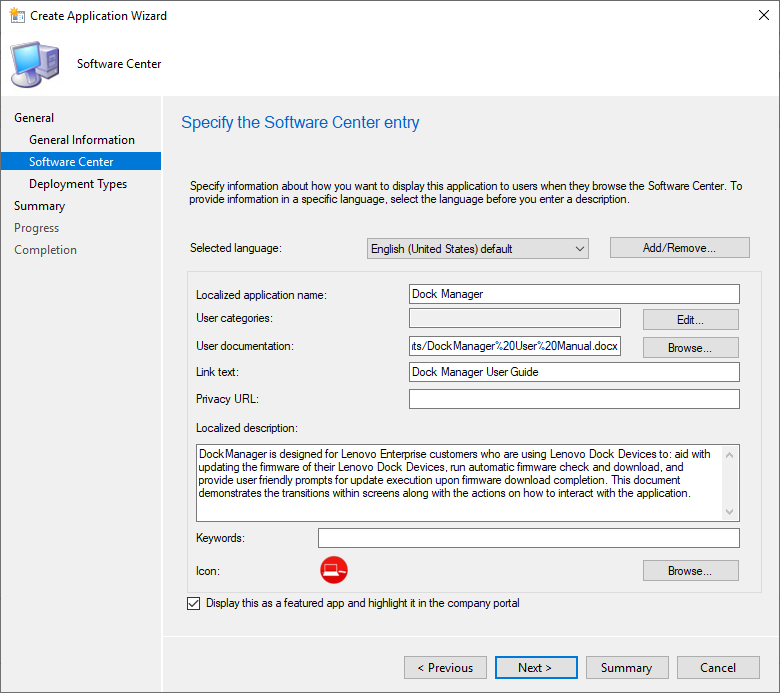 Create Application Wizard
Software Center
General
General Information
Software Center
Deployment Types
Summary
Progress
Completion
Specify the Software Center entry
Specify information about how you want to display this application to users when they browse the Software Center. To
provide information in a specific language, select the language before you enter a description.
Selected language:
English (United States) default
Add/Remove...
Localized application name:
Dock Manager
User categories:
Edit...
User documentation:
its/DockManager%20User%20Manual.docx
Browse...
Link text:
Dock Manager User Guide
Privacy URL:
Localized description:
Dock Manager is designed for Lenovo Enterprise customers who are using Lenovo Dock Devices to: aid with
updating the firmware of their Lenovo Dock Devices, run automatic firmware check and download, and
provide user friendly prompts for update execution upon firmware download completion. This document
demonstrates the transitions within screens along with the actions on how to interact with the application.
Keywords:
Icon:
Browse...
Display this as a featured app and highlight it in the company portal
< Previous
Next >
Summary
Cancel